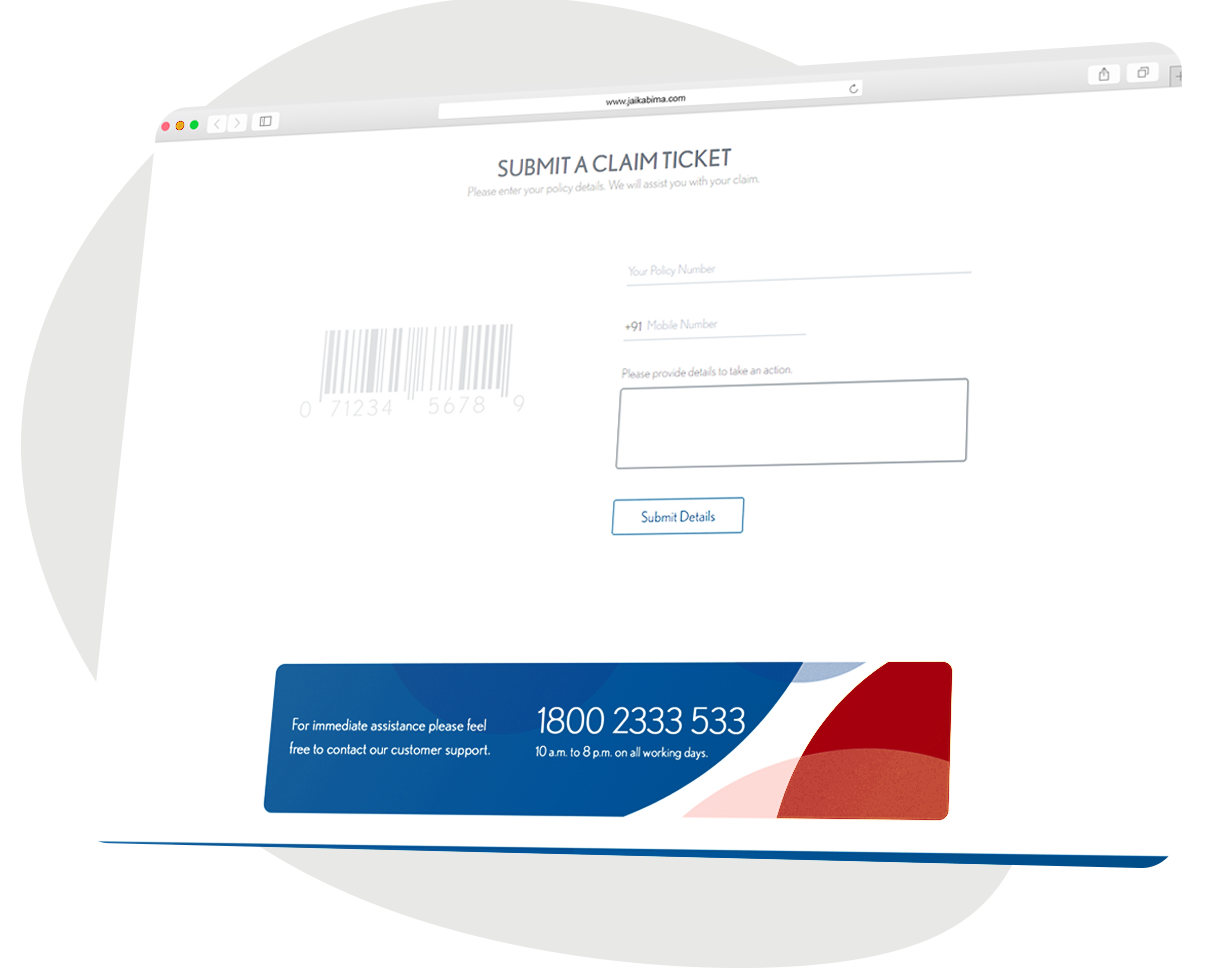 www.jaikabima.com
SUBMIT A CLAIM TICKET
Please enter your policy details. We will assist you with your claim.
Your Policy Number
+91 Mobile Number
Please provide details to take an action.
0 71234 5678 9
Submit Details
For immediate assistance please feel
free to contact our customer support.
1800 2333 533
10 a.m. to 8 p.m. on all working days.